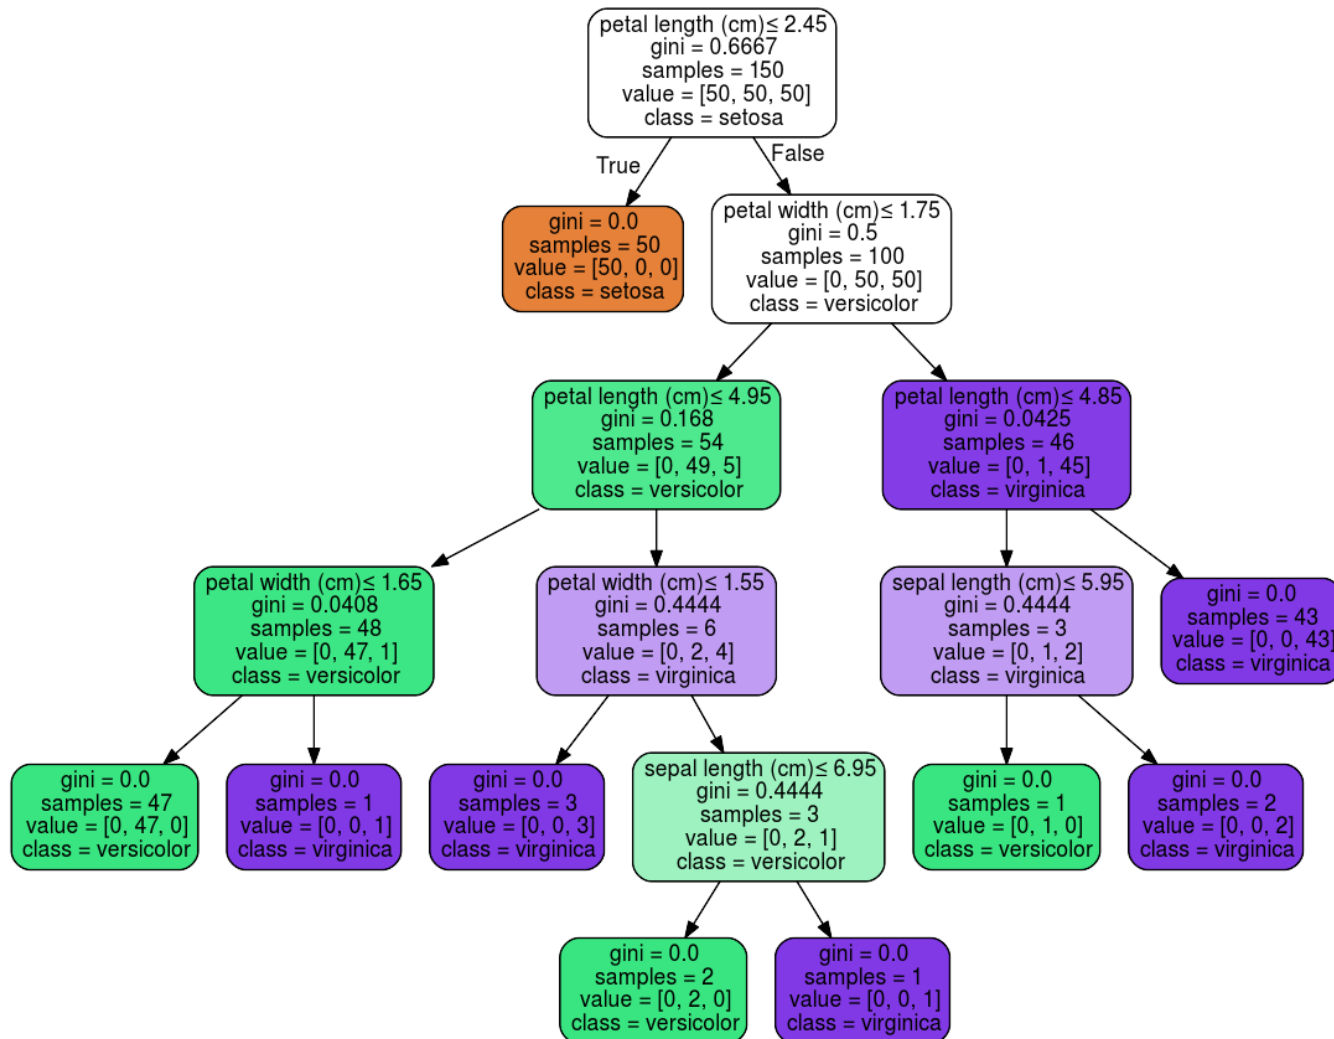 petal length (cm)≤ 2.45
gini = 0.6667
samples = 150
value = [50, 50, 50]
class = setosa
True
False
gini = 0.0
samples = 50
value = [50, 0, 0]
class = setosa
petal width (cm)≤ 1.75
gini = 0.5
samples = 100
value = [0, 50, 50]
class = versicolor
petal length (cm)≤ 4.95
gini = 0.168
samples = 54
value = [0, 49, 5]
class = versicolor
petal length (cm)≤ 4.85
gini = 0.0425
samples = 46
value = [0, 1, 45]
class = virginica
petal width (cm)≤ 1.65
gini = 0.0408
samples = 48
value = [0, 47, 1]
class = versicolor
petal width (cm)≤ 1.55
gini = 0.4444
samples = 6
value = [0, 2, 4]
class = virginica
sepal length (cm)≤ 5.95
gini = 0.4444
samples = 3
value = [0, 1, 2]
class = virginica
gini = 0.0
samples = 43
value = [0, 0, 43]
class = virginica
gini = 0.0
samples = 47
value = [0, 47, 0]
class = versicolor
gini = 0.0
samples = 1
value = [0, 0, 1]
class = virginica
gini = 0.0
samples = 3
value = [0, 0, 3]
class = virginica
sepal length (cm)≤ 6.95
gini = 0.4444
samples = 3
value = [0, 2, 1]
class = versicolor
gini = 0.0
samples = 1
value = [0, 1, 0]
class = versicolor
gini = 0.0
samples = 2
value = [0, 0, 2]
class = virginica
gini = 0.0
samples = 2
value = [0, 2, 0]
class = versicolor
gini = 0.0
samples = 1
value = [0, 0, 1]
class = virginica